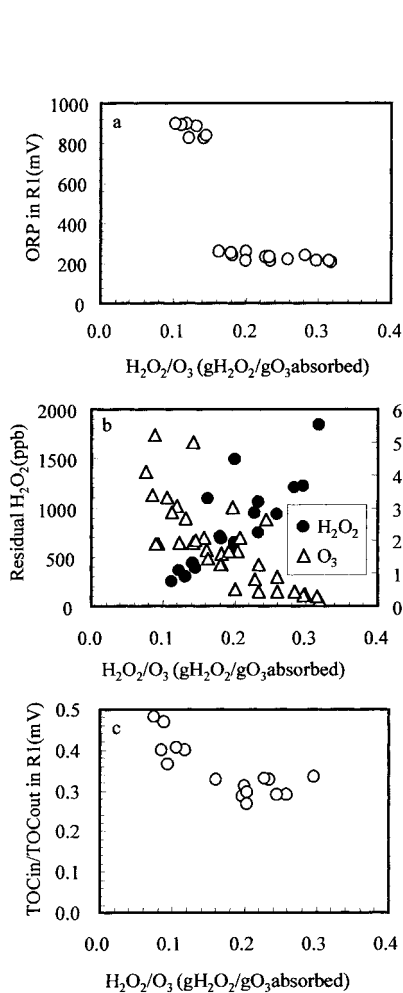 1000
800
600
400
200
0
a
ORP in R1(mV)
0.0 0.1 0.2 0.3 0.4
H₂O₂/O₃ (gH₂O₂/gO₃absorbed)
2000
1500
1000
500
0
b
6
5
4
3
2
1
0
Residual H₂O₂(ppb)
H₂O₂
O₃
0.0 0.1 0.2 0.3 0.4
H₂O₂/O₃ (gH₂O₂/gO₃absorbed)
0.5
0.4
0.3
0.2
0.1
0.0
c
TOCin/TOCout in R1(mV)
0.0 0.1 0.2 0.3 0.4
H₂O₂/O₃ (gH₂O₂/gO₃absorbed)